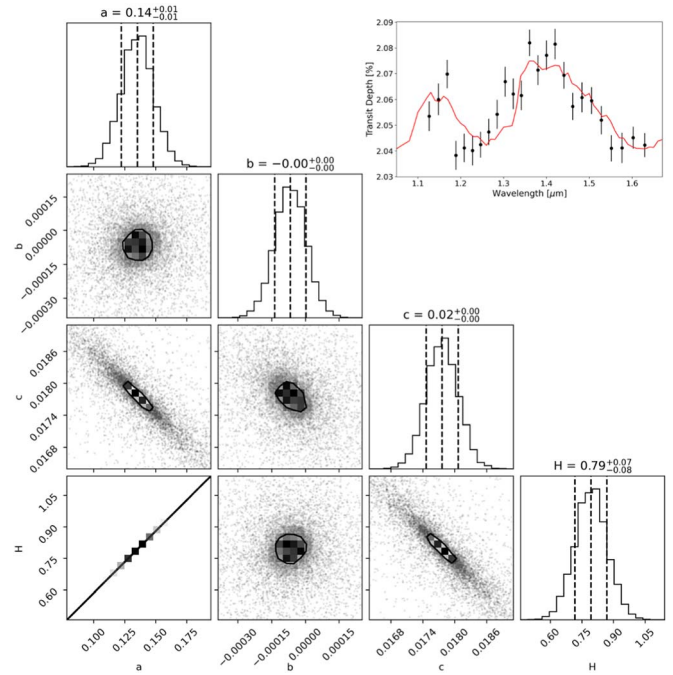 a = 0.14+0.01−0.01
2.09
2.08
2.07
2.06
2.05
2.04
2.03
Transit Depth [%]
1.1 1.2 1.3 1.4 1.5 1.6
Wavelength [μm]
b = −0.00+0.00−0.00
0.00015
0.00000
−0.00015
−0.00030
b
c = 0.02+0.00−0.00
0.0186
0.0180
0.0174
0.0168
c
H = 0.79+0.07−0.08
1.05
0.90
0.75
0.60
H
0.100 0.125 0.150 0.175
a
−0.00030 −0.00015 0.00000 0.00015
b
0.0168 0.0174 0.0180 0.0186
c
0.60 0.75 0.90 1.05
H